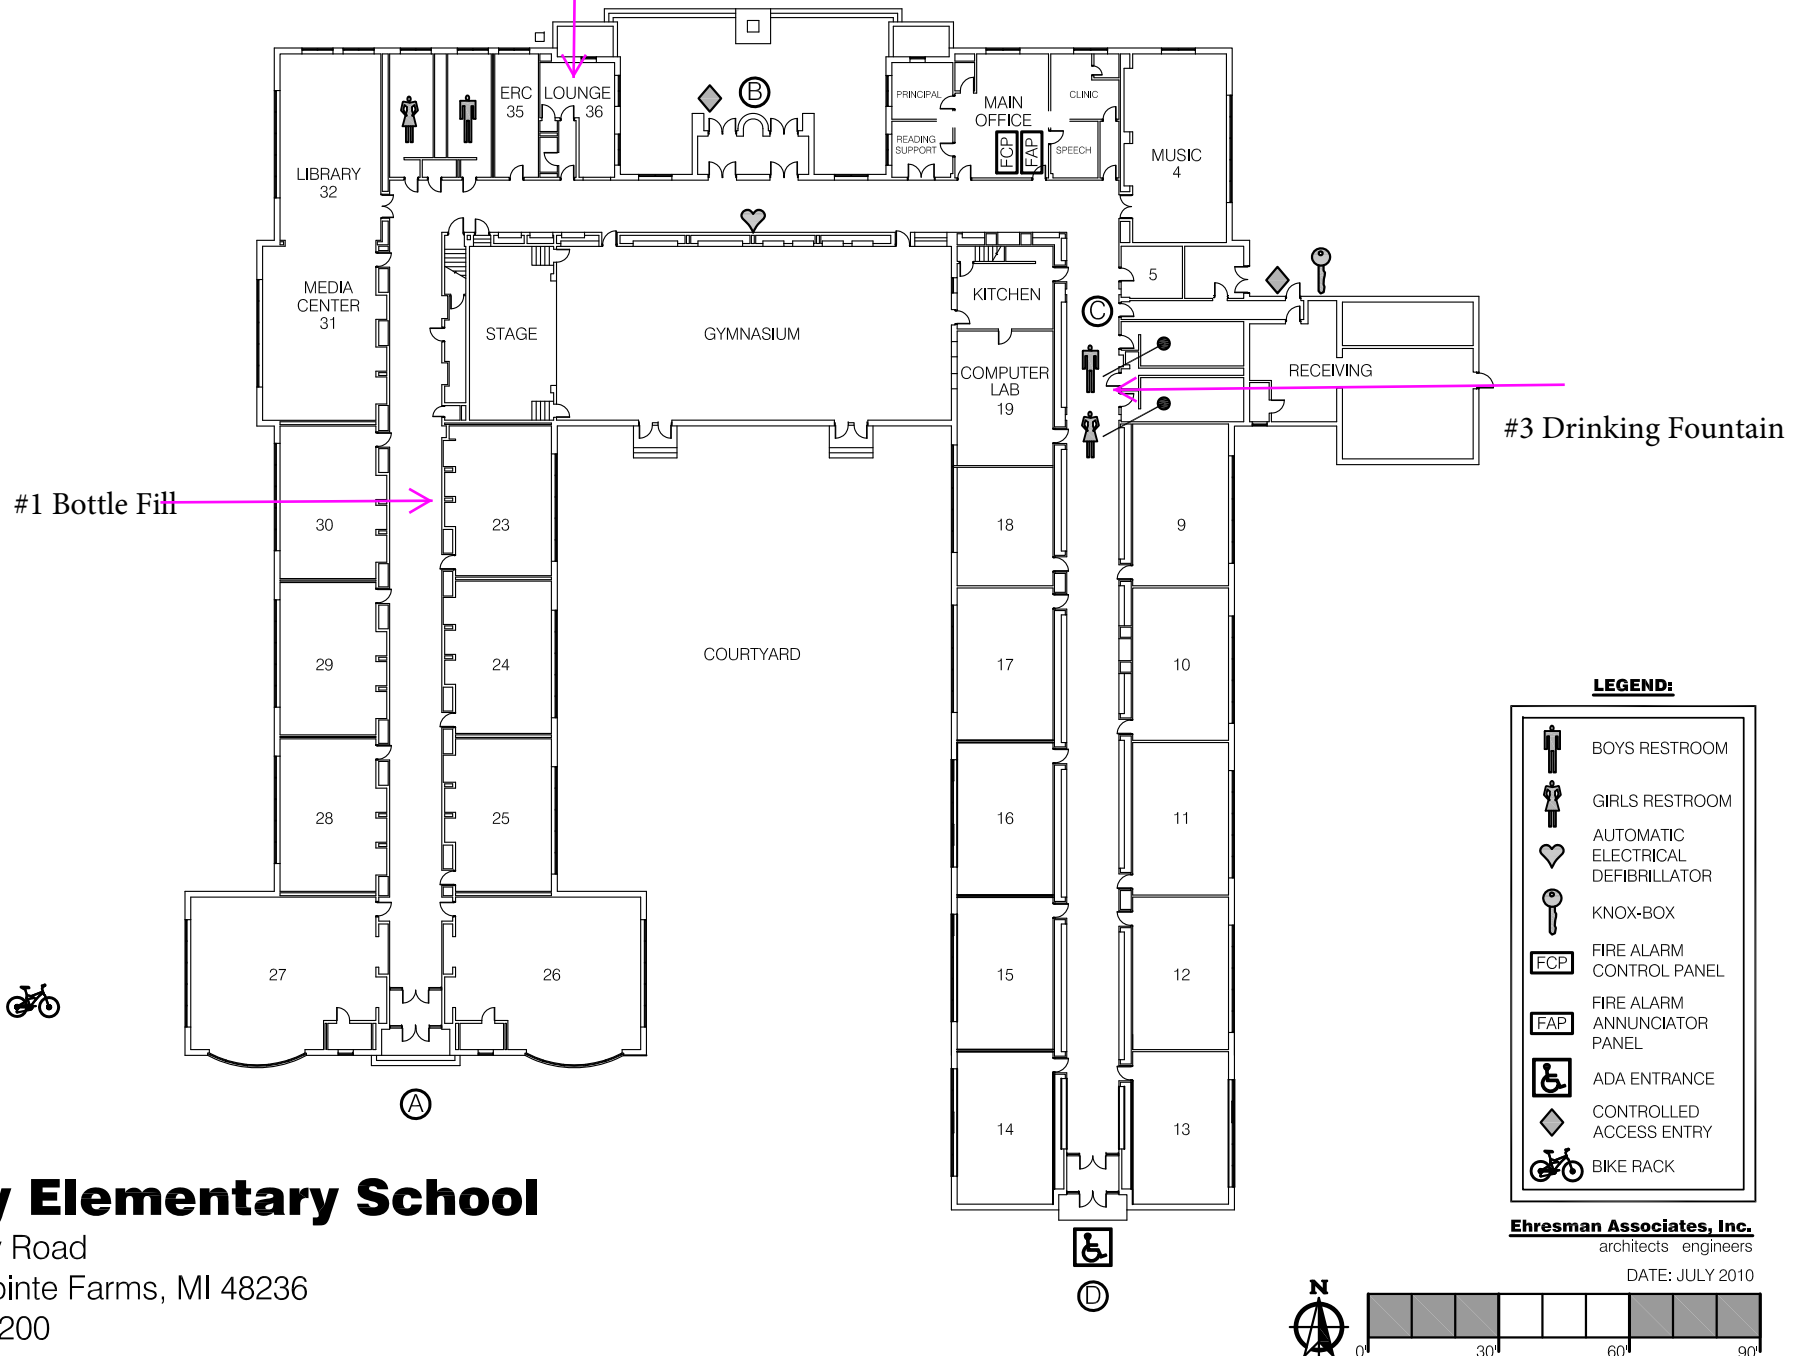 B
ERC
35
LOUNGE
36
PRINCIPAL
MAIN
OFFICE
CLINIC
READING
SUPPORT
FCP
FAP
SPEECH
MUSIC
4
LIBRARY
32
5
MEDIA
CENTER
31
KITCHEN
C
STAGE
GYMNASIUM
COMPUTER
LAB
19
RECEIVING
#3 Drinking Fountain
#1 Bottle Fill
30
23
18
9
29
24
COURTYARD
17
10
28
25
16
11
27
26
15
12
A
14
13
D
LEGEND:
BOYS RESTROOM
GIRLS RESTROOM
AUTOMATIC
ELECTRICAL
DEFIBRILLATOR
KNOX-BOX
FCP
FIRE ALARM
CONTROL PANEL
FAP
FIRE ALARM
ANNUNCIATOR
PANEL
ADA ENTRANCE
CONTROLLED
ACCESS ENTRY
BIKE RACK
y Elementary School
Road
ointe Farms, MI 48236
200
Ehresman Associates, Inc.
architects engineers
DATE: JULY 2010
N
0' 30' 60' 90'